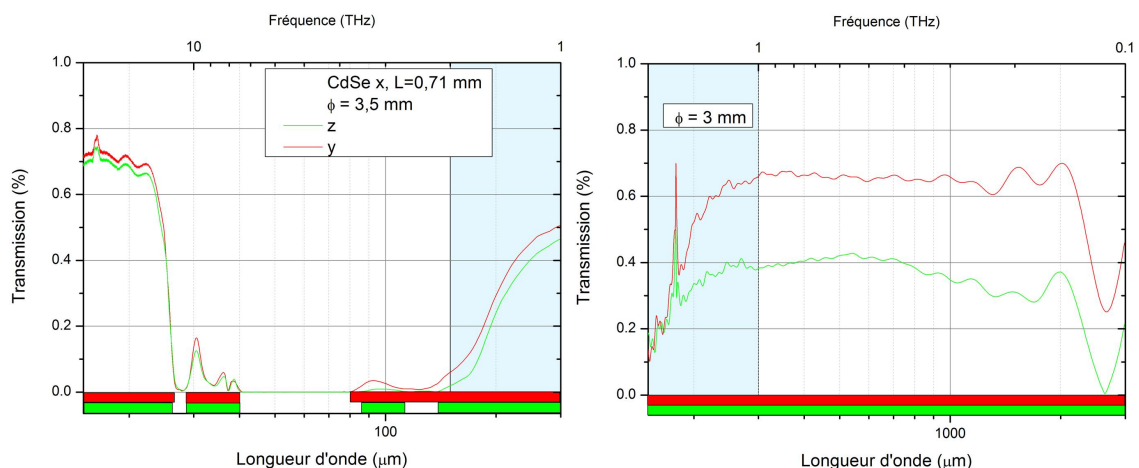 Fréquence (THz)
10
1
1.0
0.8
0.6
0.4
0.2
0.0
Transmission (%)
CdSe x, L=0,71 mm
ϕ = 3,5 mm
z
y
100
Longueur d'onde (μm)
Fréquence (THz)
1
0.1
1.0
0.8
0.6
0.4
0.2
0.0
Transmission (%)
ϕ = 3 mm
1000
Longueur d'onde (μm)